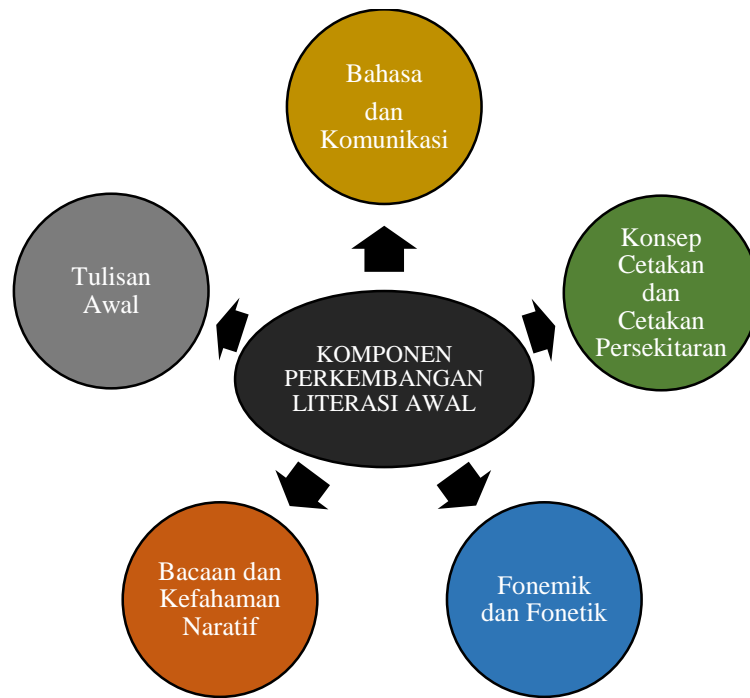 Bahasa
dan
Komunikasi
Konsep
Cetakan
dan
Cetakan
Persekitaran
Tulisan
Awal
KOMPONEN
PERKEMBANGAN
LITERASI AWAL
Bacaan dan
Kefahaman
Naratif
Fonemik
dan Fonetik